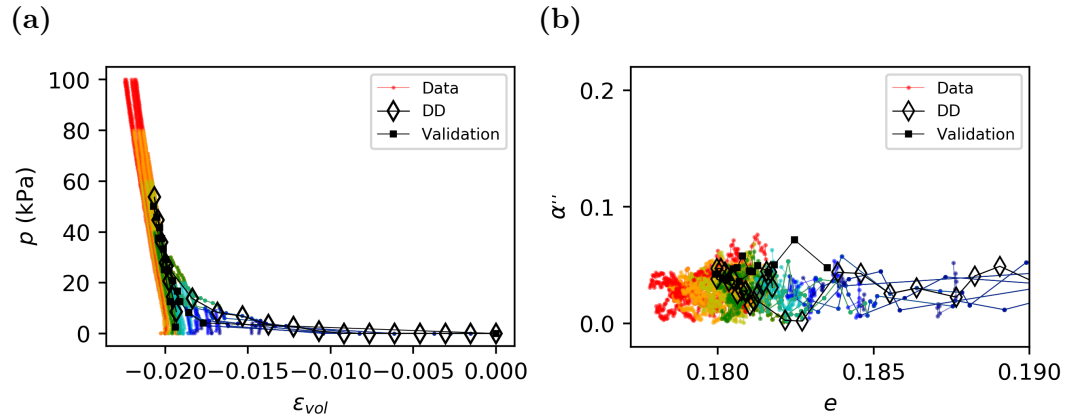 (a)
(b)
100
80
60
40
20
0
p (kPa)
−0.020
−0.015
−0.010
−0.005
0.000
ε_vol
Data
DD
Validation
0.2
0.1
0.0
α''
0.180
0.185
0.190
e
Data
DD
Validation